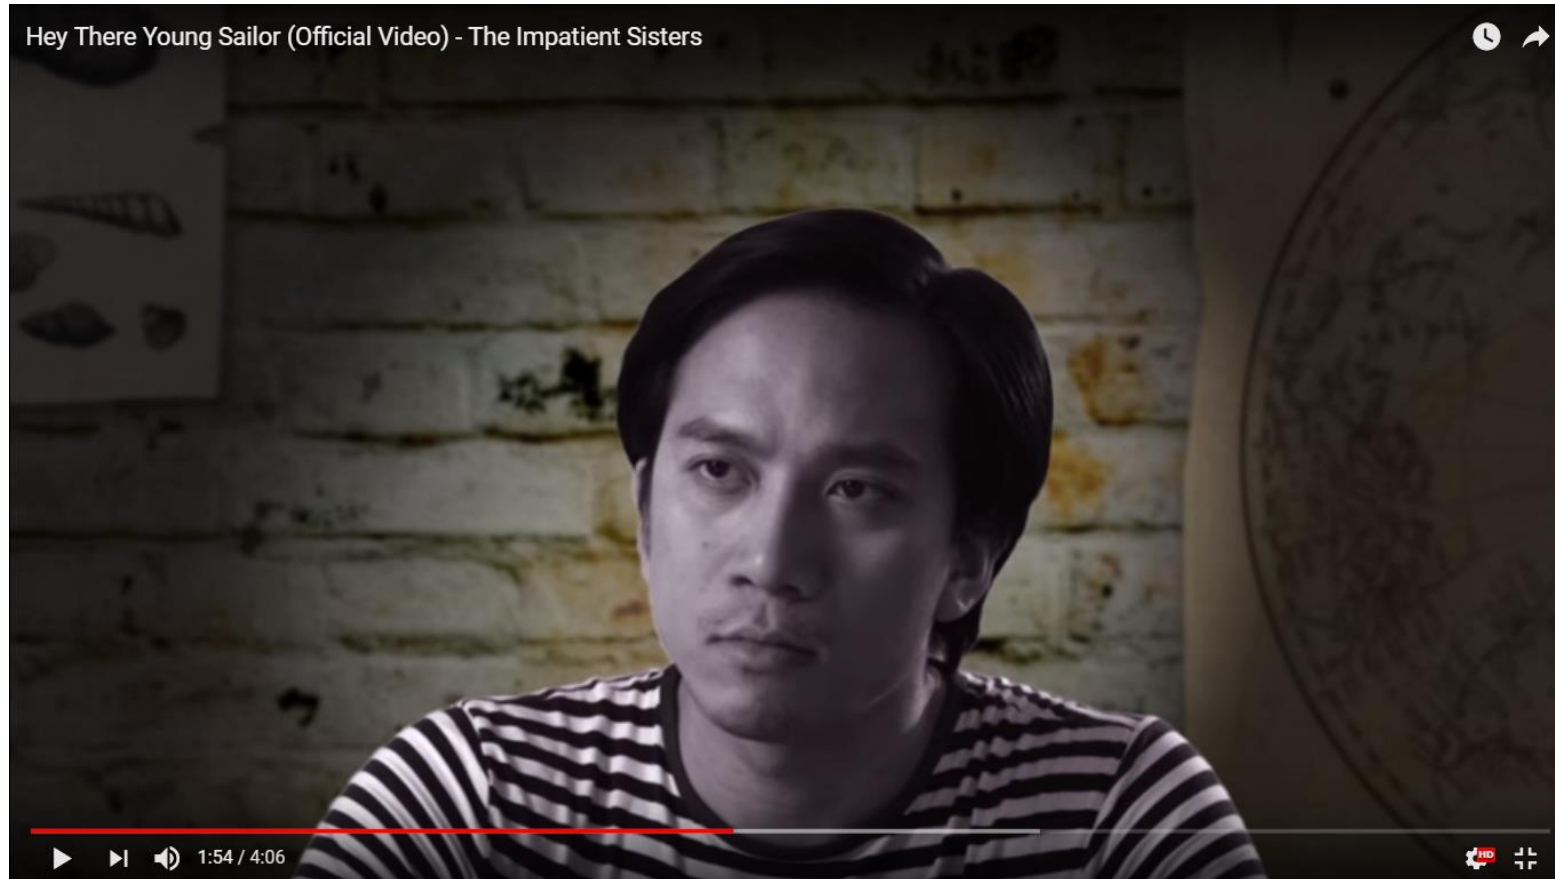 Hey There Young Sailor (Official Video) - The Impatient Sisters
1:54 / 4:06
HD